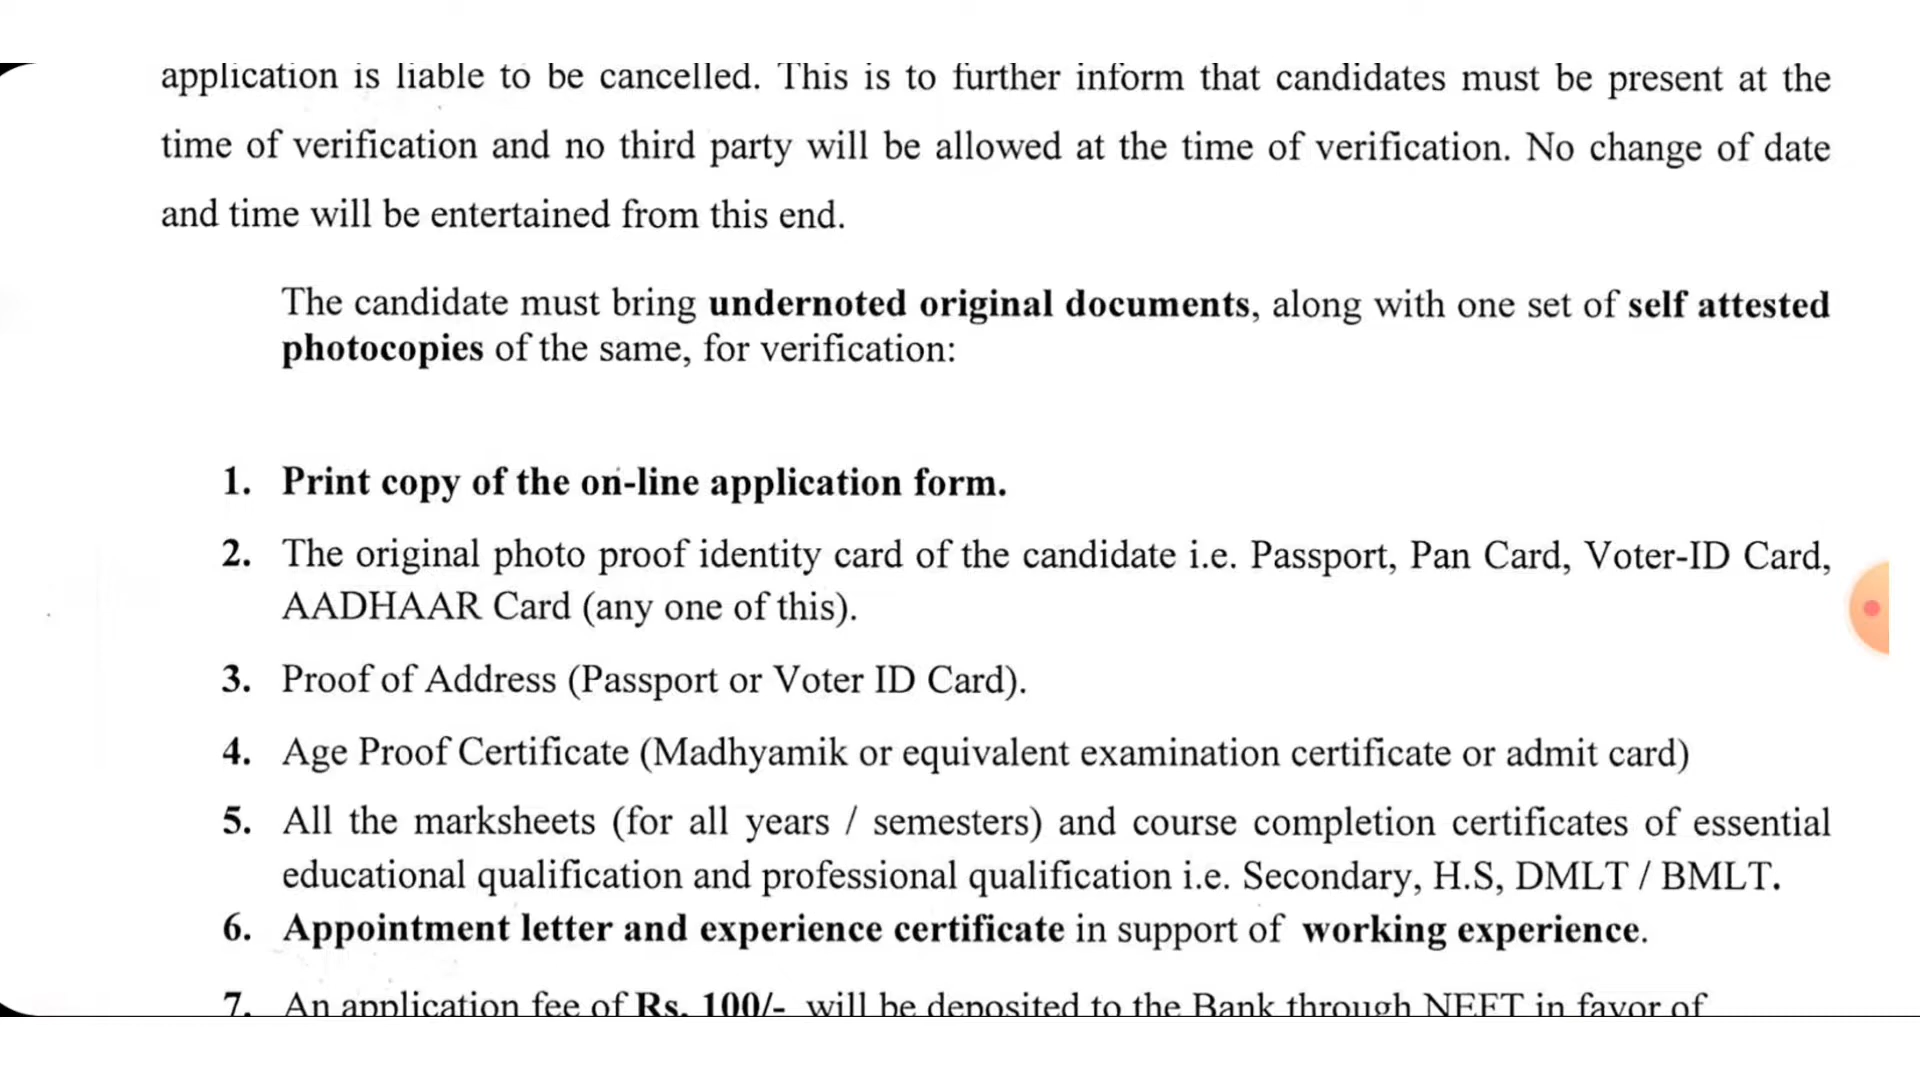 application is liable to be cancelled. This is to further inform that candidates must be present at the
time of verification and no third party will be allowed at the time of verification. No change of date
and time will be entertained from this end.
The candidate must bring undernoted original documents, along with one set of self attested
photocopies of the same, for verification:
1. Print copy of the on-line application form.
2. The original photo proof identity card of the candidate i.e. Passport, Pan Card, Voter-ID Card,
AADHAAR Card (any one of this).
3. Proof of Address (Passport or Voter ID Card).
4. Age Proof Certificate (Madhyamik or equivalent examination certificate or admit card)
5. All the marksheets (for all years / semesters) and course completion certificates of essential
educational qualification and professional qualification i.e. Secondary, H.S, DMLT / BMLT.
6. Appointment letter and experience certificate in support of working experience.
7. An application fee of Rs. 100/- will be deposited to the Bank through NEFT in favor of